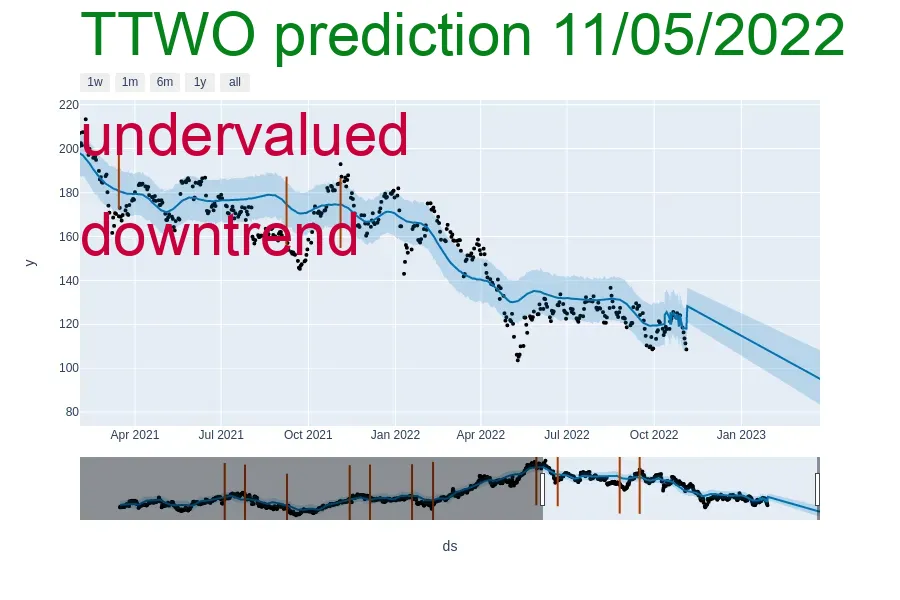 TTWO prediction 11/05/2022
1w 1m 6m 1y all
220
undervalued
200
180
downtrend
160
y
140
120
100
80
Apr 2021 Jul 2021 Oct 2021 Jan 2022 Apr 2022 Jul 2022 Oct 2022 Jan 2023
ds